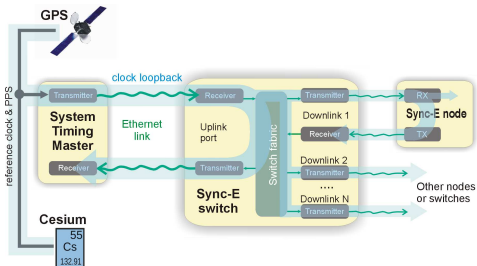 GPS
clock loopback
Transmitter
Receiver
Transmitter
RX
System
Timing
Master
Ethernet
link
Uplink
port
Switch fabric
Downlink 1
Receiver
TX
Sync-E node
reference clock & PPS
Receiver
Transmitter
Downlink 2
Transmitter
....
Downlink N
Transmitter
Sync-E
switch
Other nodes
or switches
Cesium
55
Cs
132.91